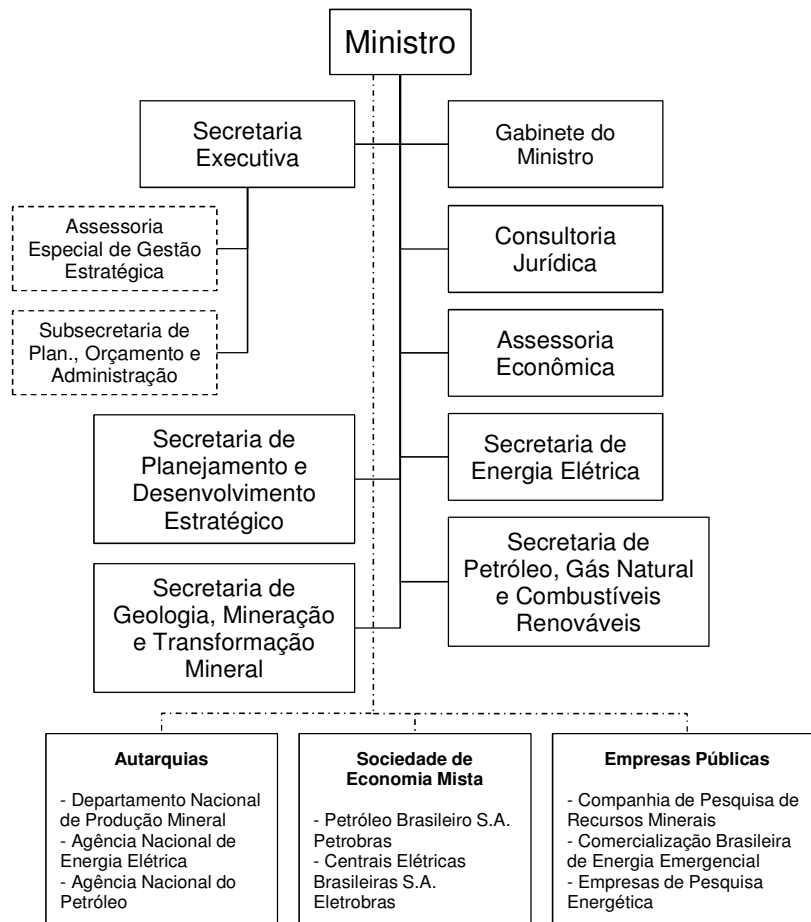 Ministro
Secretaria
Executiva
Gabinete do
Ministro
Assessoria
Especial de Gestão
Estratégica
Consultoria
Jurídica
Subsecretaria de
Plan., Orçamento e
Administração
Assessoria
Econômica
Secretaria de
Planejamento e
Desenvolvimento
Estratégico
Secretaria de
Energia Elétrica
Secretaria de
Geologia, Mineração
e Transformação
Mineral
Secretaria de
Petróleo, Gás Natural
e Combustíveis
Renováveis
Autarquias
- Departamento Nacional
de Produção Mineral
- Agência Nacional de
Energia Elétrica
- Agência Nacional do
Petróleo
Sociedade de
Economia Mista
- Petróleo Brasileiro S.A.
Petrobras
- Centrais Elétricas
Brasileiras S.A.
Eletrobras
Empresas Públicas
- Companhia de Pesquisa de
Recursos Minerais
- Comercialização Brasileira
de Energia Emergencial
- Empresas de Pesquisa
Energética